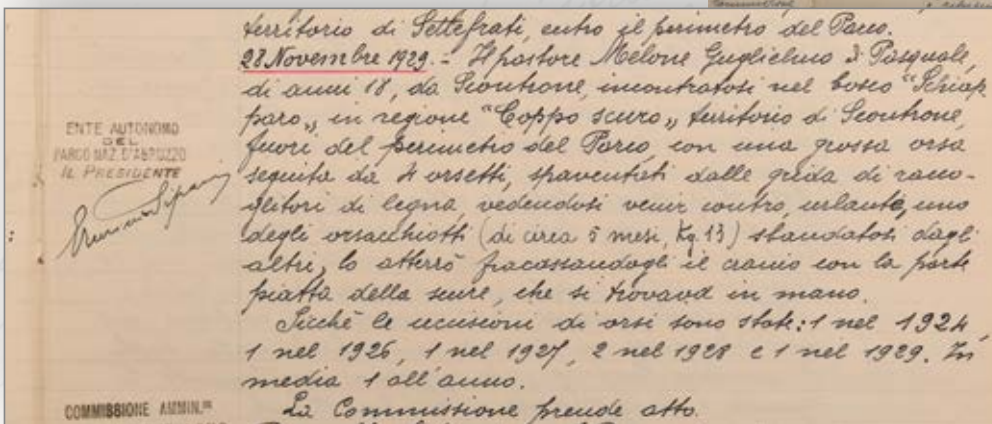 territorio di Settefrati, entro il perimetro del Parco.
28 Novembre 1929. - Il pastore Melone Guglielmo di Pasquale,
di anni 18, da Scontrone, incontratosi nel bosco "Schiap
paro„ in regione "Coppo scuro„ territorio di Scontrone,
fuori del perimetro del Parco, con una grossa orsa
seguita da 4 orsetti, spaventati dalle grida di racco-
glitori di legna, vedendosi venir contro, urlante, uno
degli orsacchiotti (di circa 5 mesi, Kg. 13) sbandatosi dagli
altri, lo atterrò fracassandogli il cranio con la parte
piatta della scure, che si trovava in mano.
Sicchè le uccisioni di orsi sono state: 1 nel 1924,
1 nel 1926, 1 nel 1927, 2 nel 1928 e 1 nel 1929. In
media 1 all'anno.
La Commissione prende atto.
ENTE AUTONOMO
DEL
PARCO NAZ. D'ABRUZZO
IL PRESIDENTE
COMMISSIONE AMMIN.